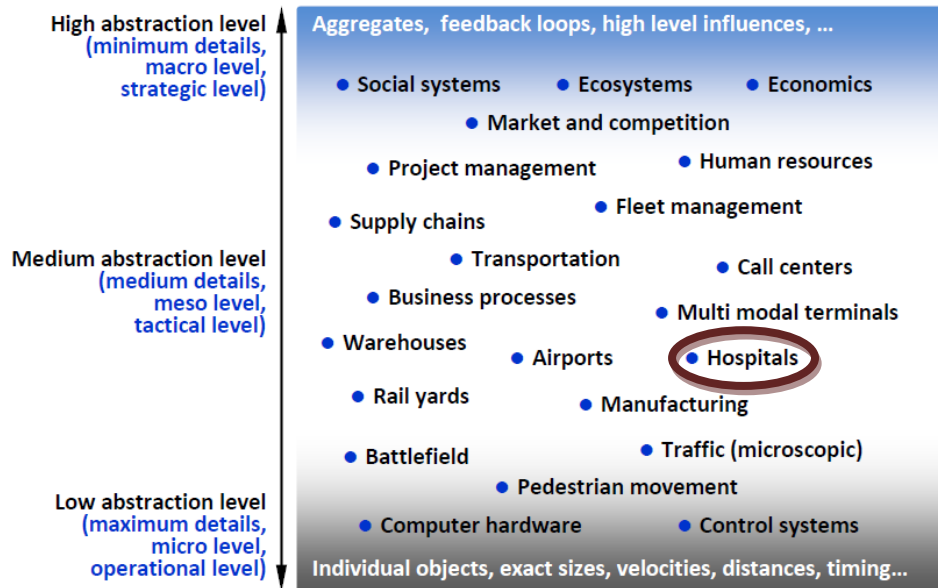 High abstraction level
(minimum details,
macro level,
strategic level)
Aggregates, feedback loops, high level influences, ...
Social systems
Ecosystems
Economics
Market and competition
Project management
Human resources
Fleet management
Supply chains
Medium abstraction level
(medium details,
meso level,
tactical level)
Transportation
Call centers
Business processes
Multi modal terminals
Warehouses
Airports
Hospitals
Rail yards
Manufacturing
Traffic (microscopic)
Battlefield
Pedestrian movement
Low abstraction level
(maximum details,
micro level,
operational level)
Computer hardware
Control systems
Individual objects, exact sizes, velocities, distances, timing...